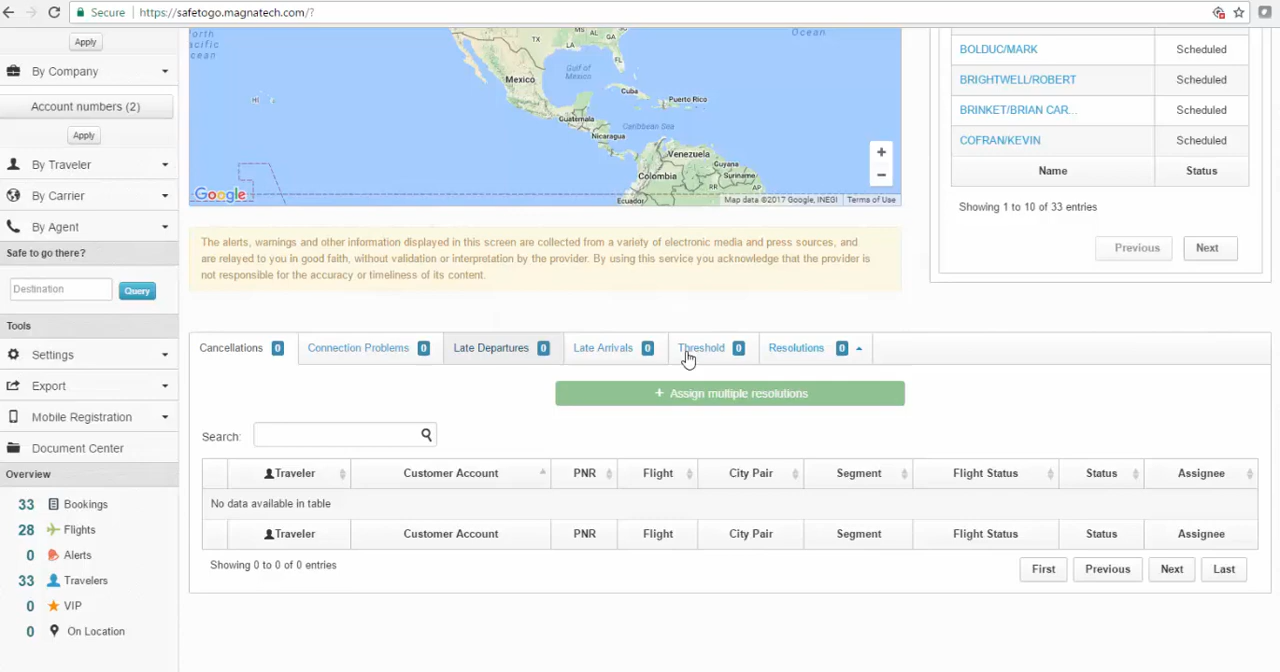 Secure
https://safetogo.magnatech.com/?
Apply
By Company
Account numbers (2)
Apply
By Traveler
By Carrier
By Agent
Safe to go there?
Destination
Query
Tools
Settings
Export
Mobile Registration
Document Center
Overview
33 Bookings
28 Flights
0 Alerts
33 Travelers
0 VIP
0 On Location
Ocean
Mexico
Gulf of
Mexico
Cuba
Puerto Rico
HI
Guatemala
Caribbean Sea
Nicaragua
Venezuela
Guyana
Colombia
Suriname
Ecuador
TX
LA
AL
GA
FL
RR
AP
PA
Google
Map data ©2017 Google, INEGI
Terms of Use
+
−
BOLDUC/MARK Scheduled
BRIGHTWELL/ROBERT Scheduled
BRINKET/BRIAN CAR... Scheduled
COFRAN/KEVIN Scheduled
Name Status
Showing 1 to 10 of 33 entries
Previous Next
The alerts, warnings and other information displayed in this screen are collected from a variety of electronic media and press sources, and
are relayed to you in good faith, without validation or interpretation by the provider. By using this service you acknowledge that the provider is
not responsible for the accuracy or timeliness of its content.
Cancellations 0 Connection Problems 0 Late Departures 0 Late Arrivals 0 Threshold 0 Resolutions 0
+ Assign multiple resolutions
Search:
Traveler Customer Account PNR Flight City Pair Segment Flight Status Status Assignee
No data available in table
Traveler Customer Account PNR Flight City Pair Segment Flight Status Status Assignee
Showing 0 to 0 of 0 entries
First Previous Next Last